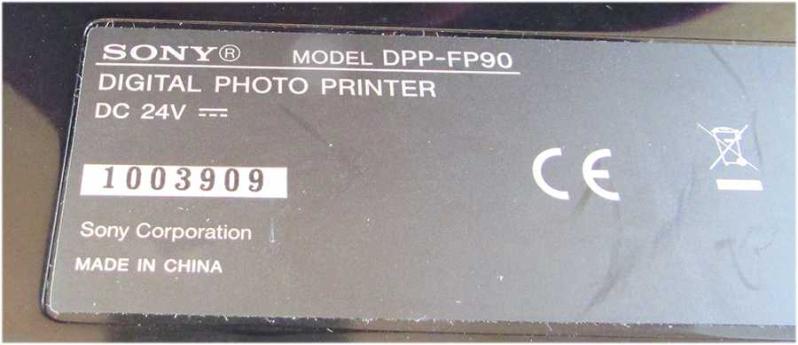 SONY® MODEL DPP-FP90
DIGITAL PHOTO PRINTER
DC 24V ⎓
1003909
CE
Sony Corporation
MADE IN CHINA